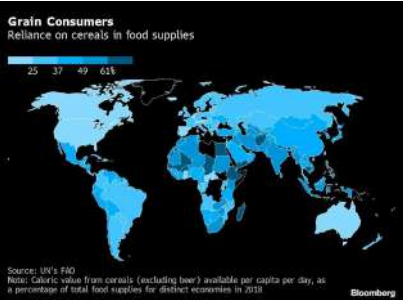 Grain Consumers
Reliance on cereals in food supplies
25 37 49 61%
Source: UN's FAO
Note: Caloric value from cereals (excluding beer) available per capita per day, as
a percentage of total food supplies for distinct economies in 2018
Bloomberg